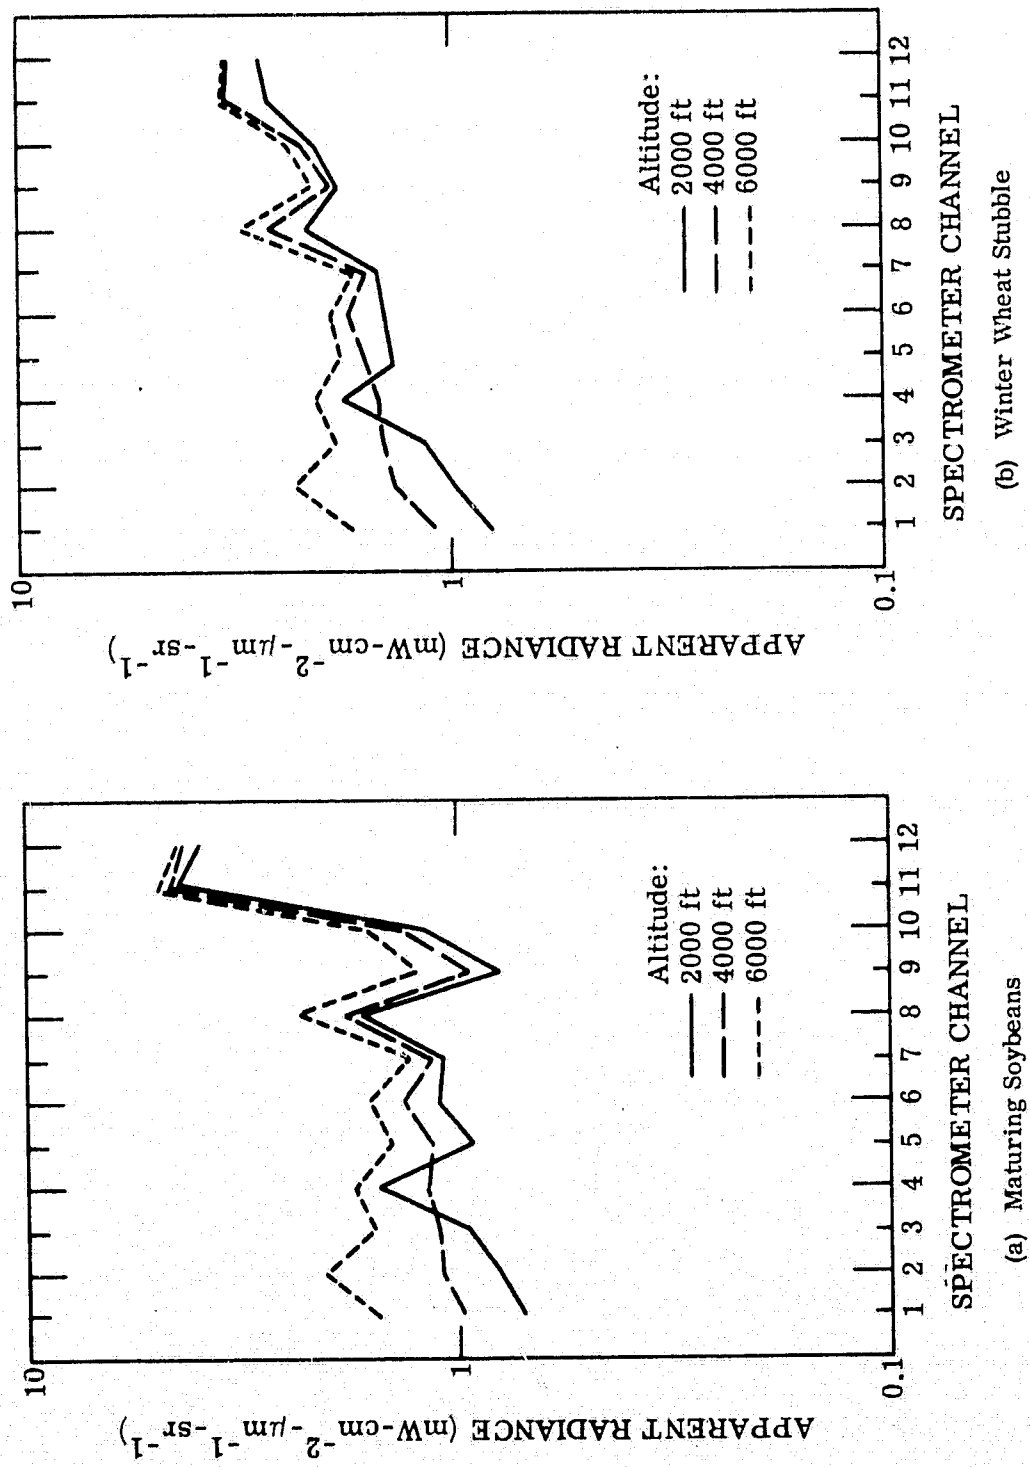 10
1
0.1
APPARENT RADIANCE (mW-cm⁻²-μm⁻¹-sr⁻¹)
Altitude:
2000 ft
4000 ft
6000 ft
1 2 3 4 5 6 7 8 9 10 11 12
SPECTROMETER CHANNEL
(a) Maturing Soybeans
10
1
0.1
APPARENT RADIANCE (mW-cm⁻²-μm⁻¹-sr⁻¹)
Altitude:
2000 ft
4000 ft
6000 ft
1 2 3 4 5 6 7 8 9 10 11 12
SPECTROMETER CHANNEL
(b) Winter Wheat Stubble